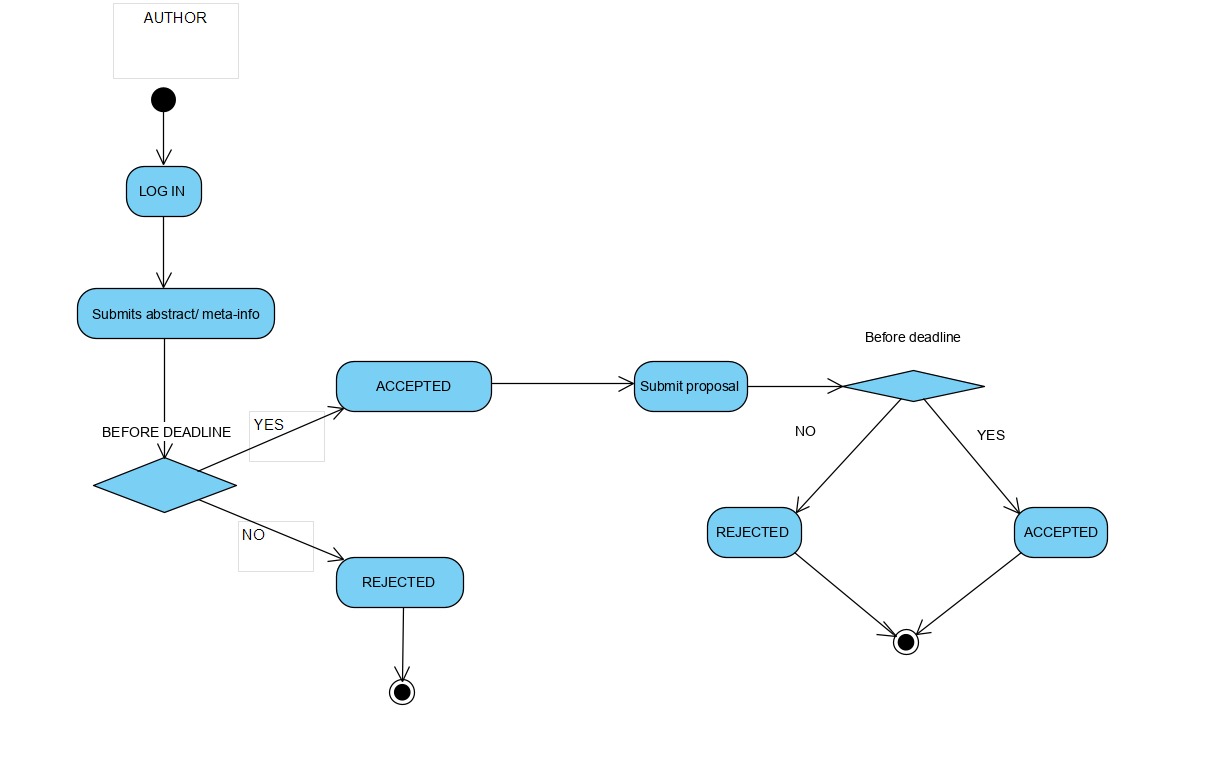 AUTHOR
LOG IN
Submits abstract/ meta-info
BEFORE DEADLINE
YES
ACCEPTED
NO
REJECTED
Submit proposal
Before deadline
NO
YES
REJECTED
ACCEPTED